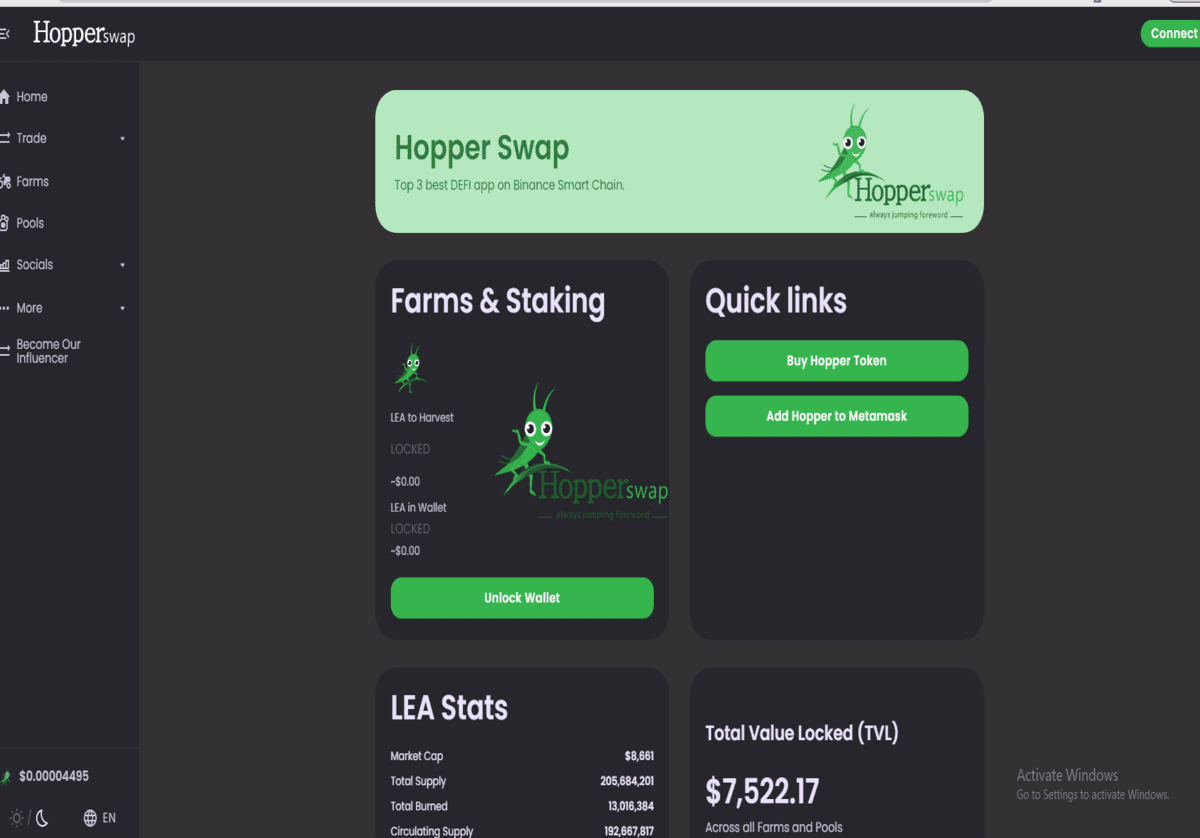 Hopperswap
Connect
Home
Trade
Farms
Pools
Socials
More
Become Our
Influencer
Hopper Swap
Top 3 best DEFI app on Binance Smart Chain.
Hopperswap
always jumping foreword
Farms & Staking
LEA to Harvest
LOCKED
~$0.00
LEA in Wallet
LOCKED
~$0.00
Hopperswap
always jumping foreword
Unlock Wallet
Quick links
Buy Hopper Token
Add Hopper to Metamask
LEA Stats
Market Cap $8,661
Total Supply 205,684,201
Total Burned 13,016,384
Circulating Supply 192,667,817
Total Value Locked (TVL)
$7,522.17
Across all Farms and Pools
$0.00004495
EN
Activate Windows
Go to Settings to activate Windows.